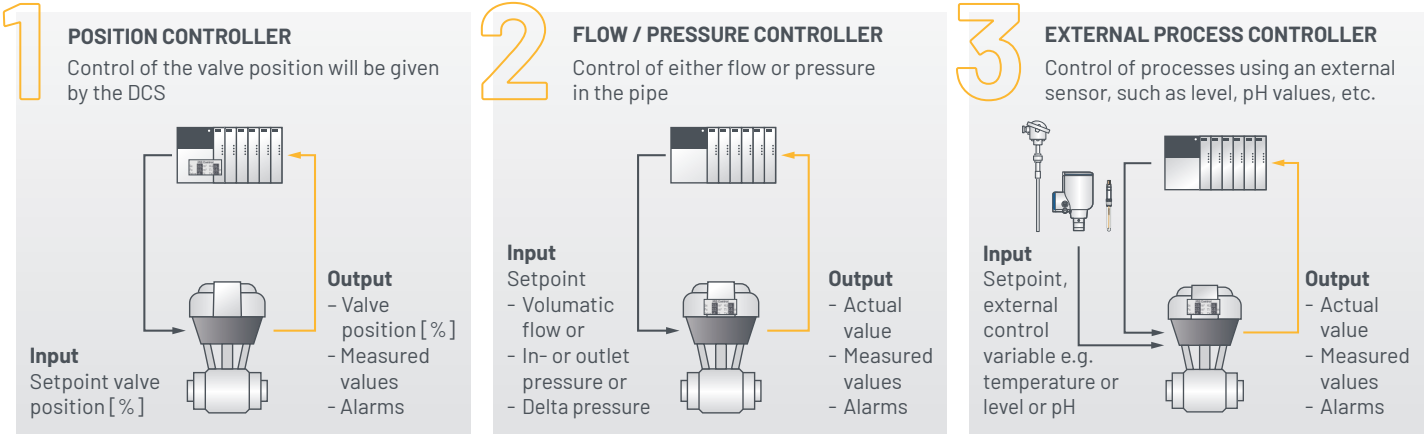 1
POSITION CONTROLLER
Control of the valve position will be given
by the DCS
Input
Setpoint valve
position [%]
Output
- Valve
position [%]
- Measured
values
- Alarms
2
FLOW / PRESSURE CONTROLLER
Control of either flow or pressure
in the pipe
Input
Setpoint
- Volumatic
flow or
- In- or outlet
pressure or
- Delta pressure
Output
- Actual
value
- Measured
values
- Alarms
3
EXTERNAL PROCESS CONTROLLER
Control of processes using an external
sensor, such as level, pH values, etc.
Input
Setpoint,
external
control
variable e.g.
temperature or
level or pH
Output
- Actual
value
- Measured
values
- Alarms